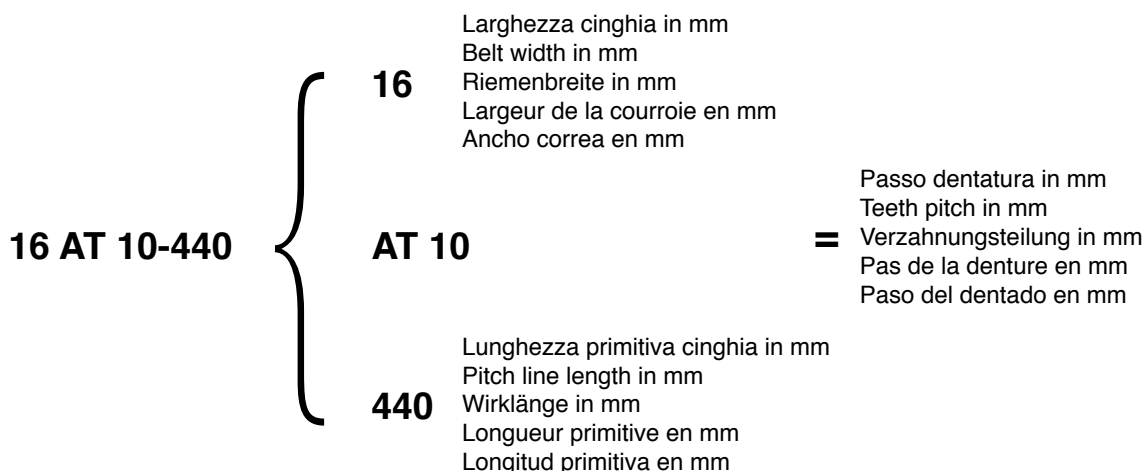 16 AT 10-440
16
Larghezza cinghia in mm
Belt width in mm
Riemenbreite in mm
Largeur de la courroie en mm
Ancho correa en mm
AT 10
=
Passo dentatura in mm
Teeth pitch in mm
Verzahnungsteilung in mm
Pas de la denture en mm
Paso del dentado en mm
440
Lunghezza primitiva cinghia in mm
Pitch line length in mm
Wirklänge in mm
Longueur primitive en mm
Longitud primitiva en mm